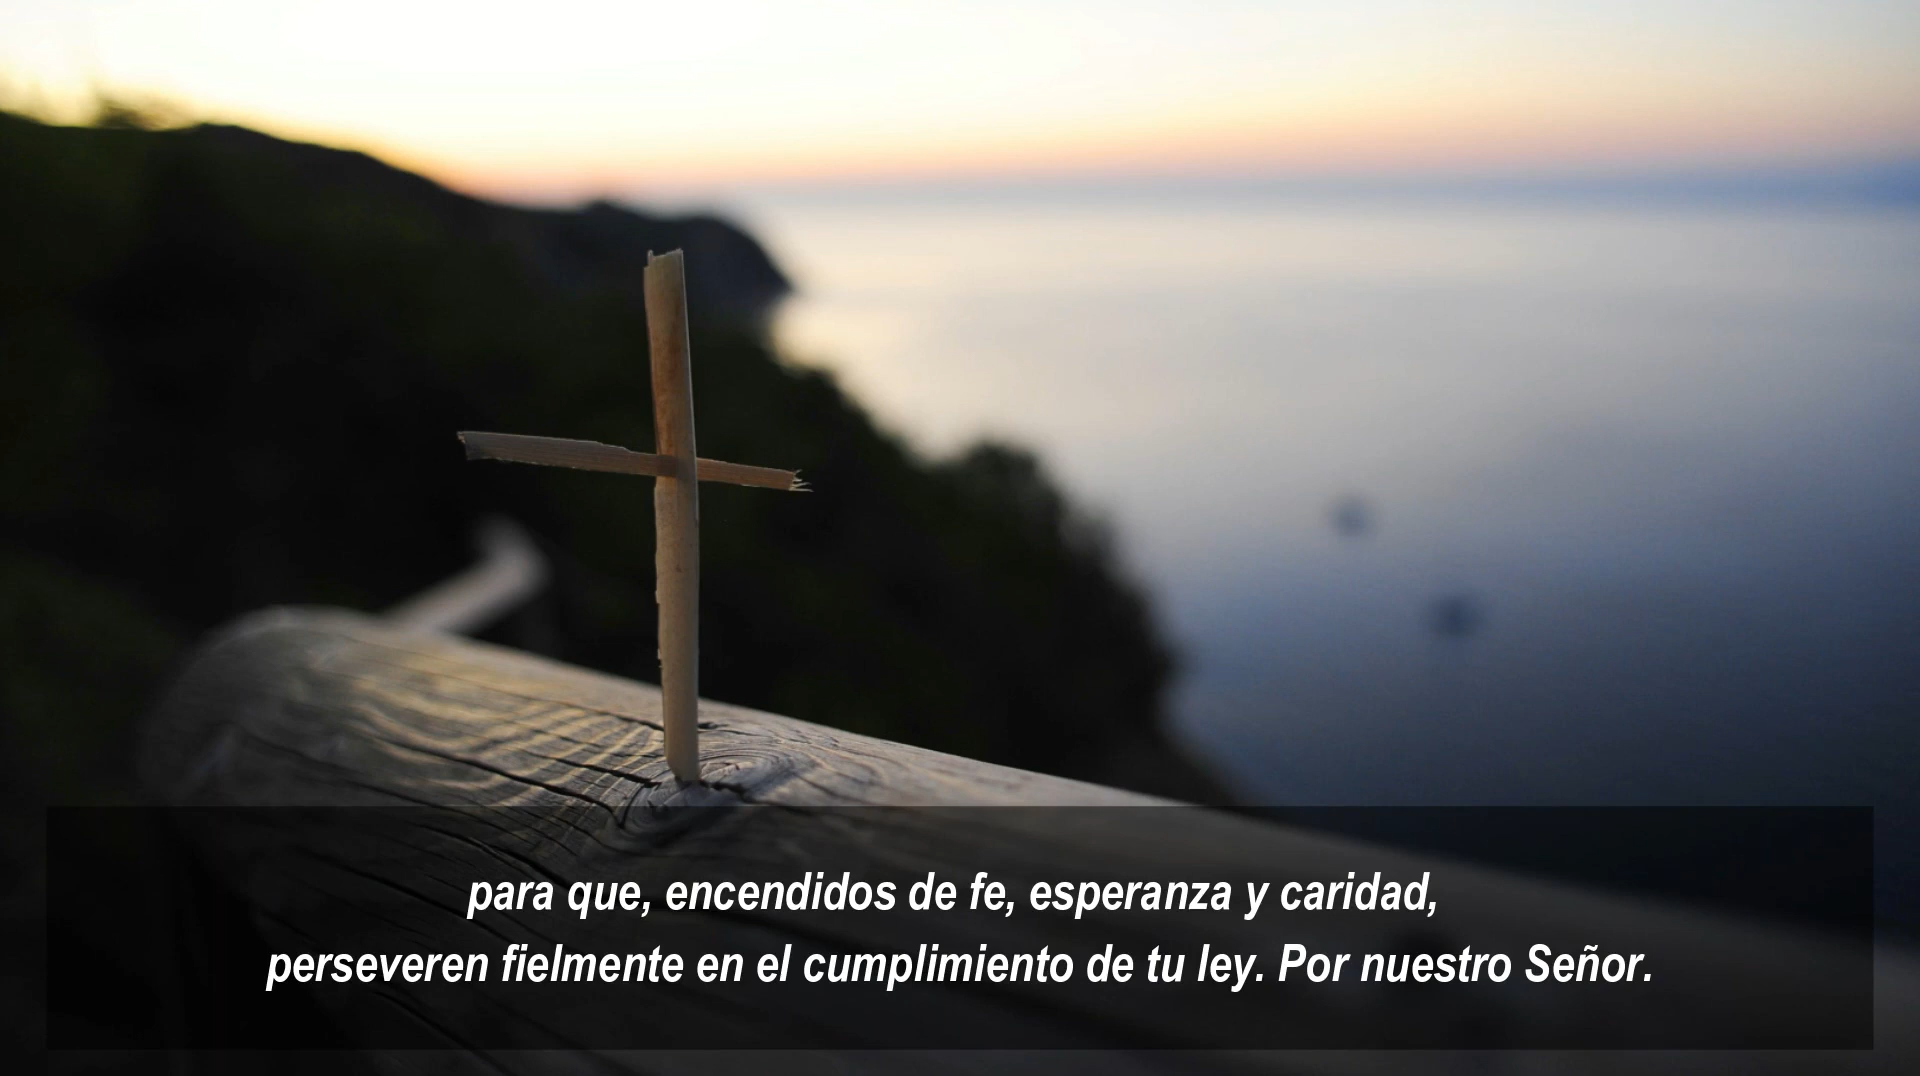 para que, encendidos de fe, esperanza y caridad,
perseveren fielmente en el cumplimiento de tu ley. Por nuestro Señor.